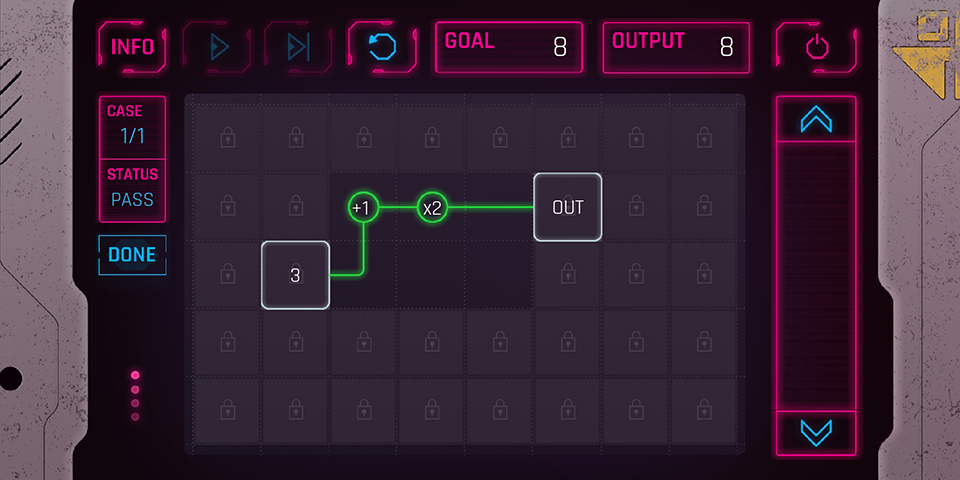 INFO
GOAL 8
OUTPUT 8
CASE
1/1
STATUS
PASS
DONE
+1
x2
OUT
3